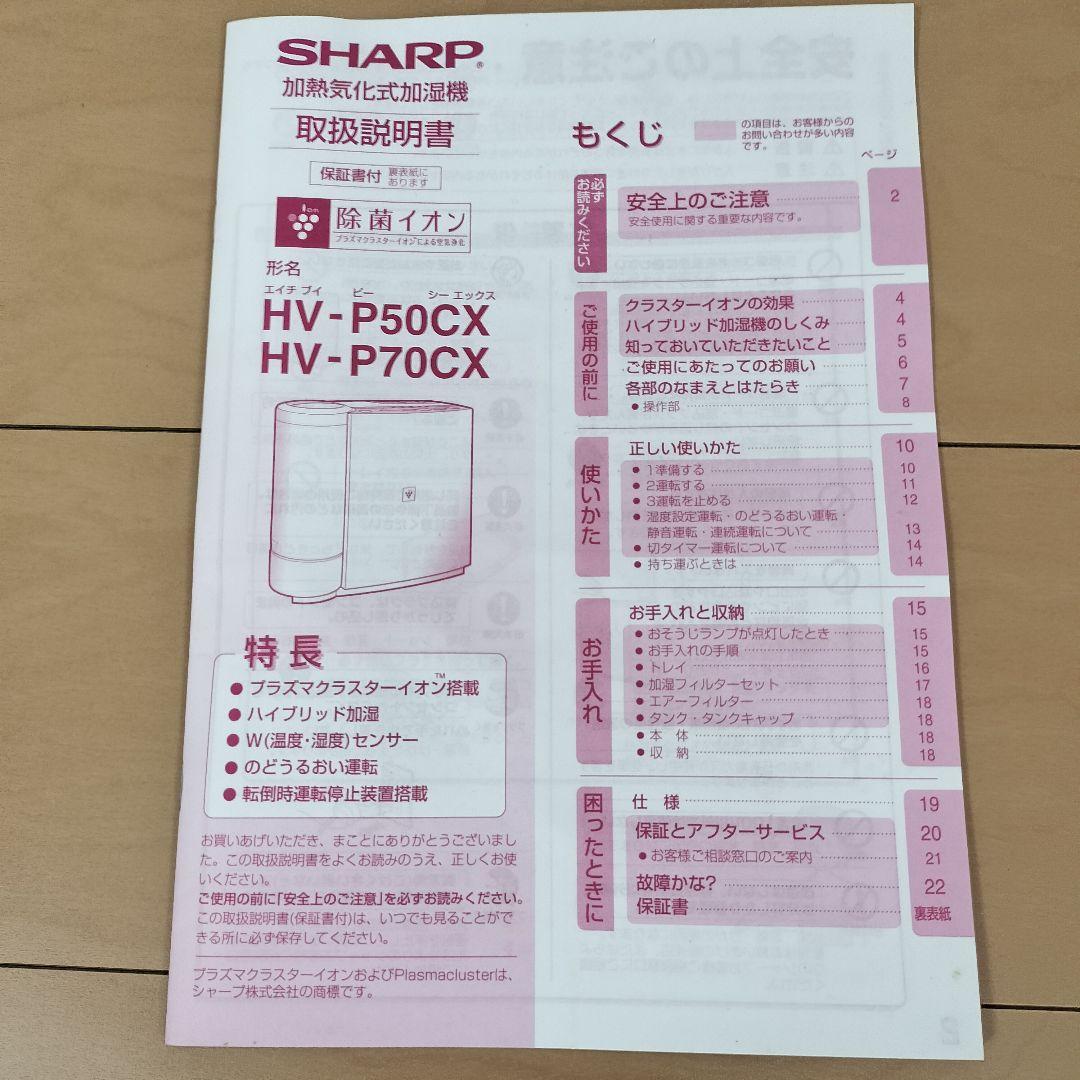 SHARP®
加熱気化式加湿機
取扱説明書
保証書付 裏表紙にあります
ion
除菌イオン
プラズマクラスターイオンによる空気浄化
形名
エイチ ブイ ピー シー エックス
HV-P50CX
HV-P70CX
特長
● プラズマクラスターイオン™搭載
● ハイブリッド加湿
● W(温度・湿度)センサー
● のどうるおい運転
● 転倒時運転停止装置搭載
お買いあげいただき、まことにありがとうございまし
た。この取扱説明書をよくお読みのうえ、正しくお使
いください。
ご使用の前に「安全上のご注意」を必ずお読みください。
この取扱説明書(保証書付)は、いつでも見ることがで
きる所に必ず保存してください。
プラズマクラスターイオンおよびPlasmaclusterは、
シャープ株式会社の商標です。
もくじ
の項目は、お客様からの
お問い合わせが多い内容
です。
ページ
必ずお読みください
安全上のご注意 2
安全使用に関する重要な内容です。
ご使用の前に
クラスターイオンの効果 4
ハイブリッド加湿機のしくみ 4
知っておいていただきたいこと 5
ご使用にあたってのお願い 6
各部のなまえとはたらき 7
● 操作部 8
使いかた
正しい使いかた 10
● 1準備する 10
● 2運転する 11
● 3運転を止める 12
● 湿度設定運転・のどうるおい運転・
静音運転・連続運転について 13
● 切タイマー運転について 14
● 持ち運ぶときは 14
お手入れ
お手入れと収納 15
● おそうじランプが点灯したとき 15
● お手入れの手順 15
● トレイ 16
● 加湿フィルターセット 17
● エアーフィルター 18
● タンク・タンクキャップ 18
● 本 体 18
● 収 納 18
困ったときに
仕 様 19
保証とアフターサービス 20
● お客様ご相談窓口のご案内 21
故障かな? 22
保証書 裏表紙